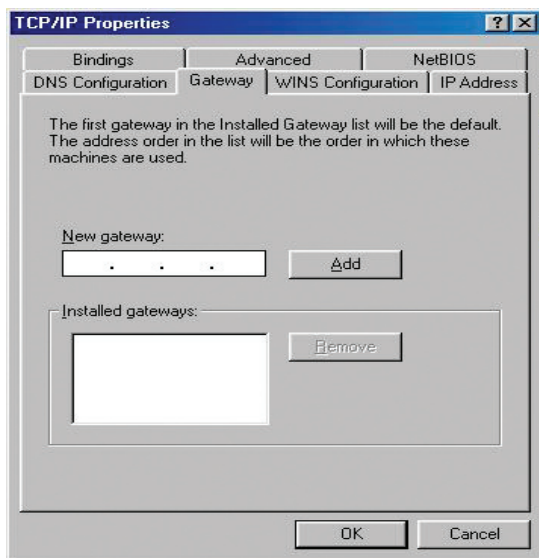 TCP/IP Properties
? ×
Bindings Advanced NetBIOS
DNS Configuration Gateway WINS Configuration IP Address
The first gateway in the Installed Gateway list will be the default.
The address order in the list will be the order in which these
machines are used.
New gateway:
. . .
Add
Installed gateways:
Remove
OK Cancel